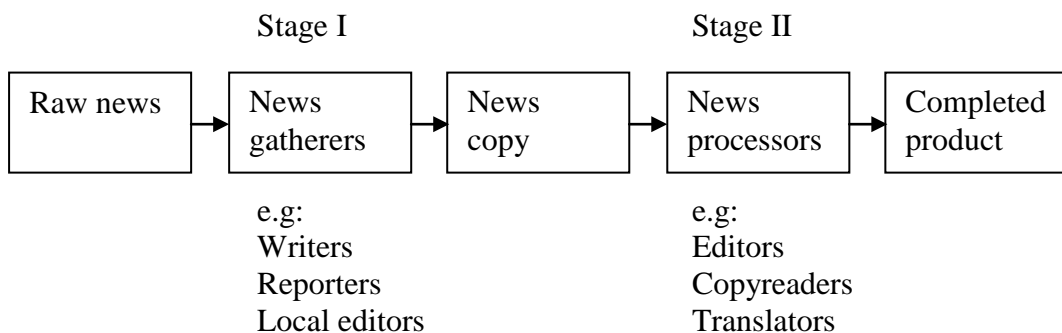 Stage I
Stage II
Raw news
News
gatherers
News
copy
News
processors
Completed
product
e.g:
Writers
Reporters
Local editors
e.g:
Editors
Copyreaders
Translators